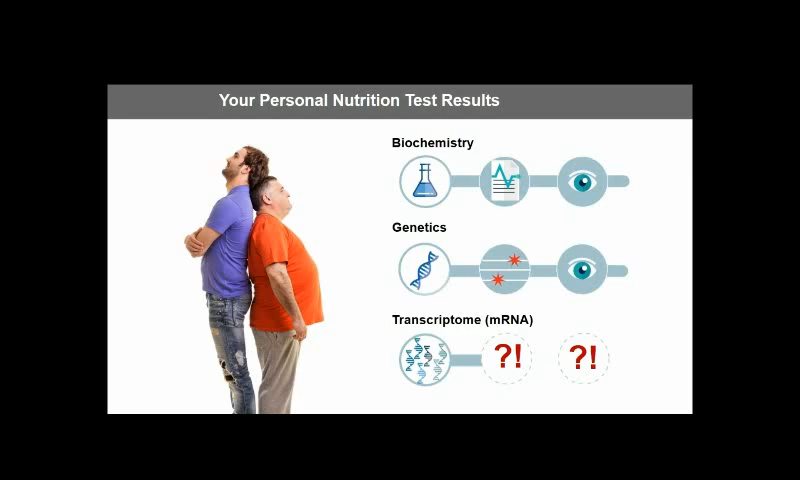 Your Personal Nutrition Test Results
Biochemistry
Genetics
Transcriptome (mRNA)
?!
?!